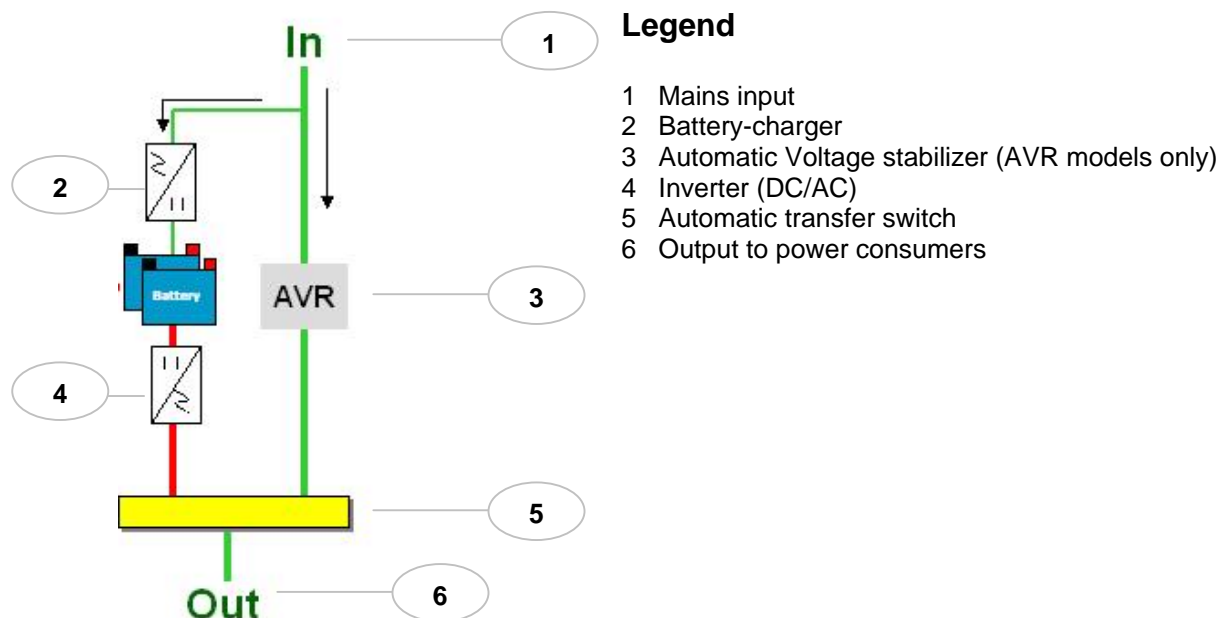 In
1
Legend
1 Mains input
2 Battery-charger
3 Automatic Voltage stabilizer (AVR models only)
4 Inverter (DC/AC)
5 Automatic transfer switch
6 Output to power consumers
2
Battery
AVR
3
4
5
Out
6